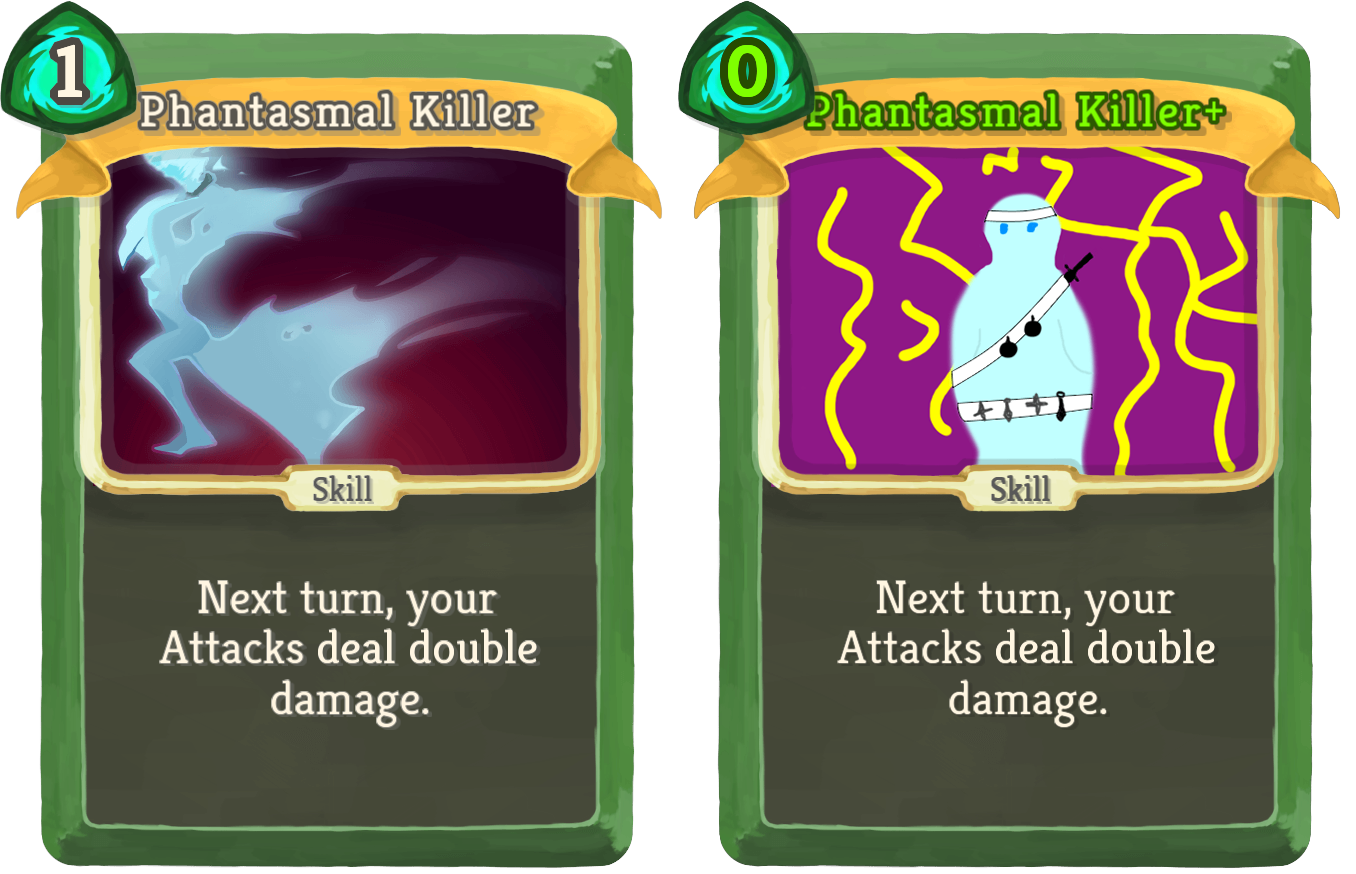 1
Phantasmal Killer
Skill
Next turn, your
Attacks deal double
damage.
0
Phantasmal Killer+
Skill
Next turn, your
Attacks deal double
damage.